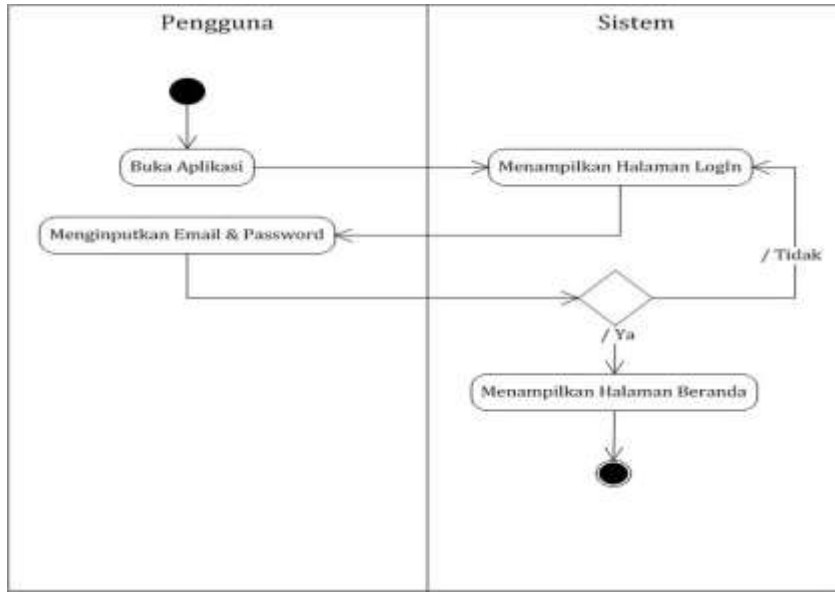 Pengguna
Sistem
Buka Aplikasi
Menampilkan Halaman LogIn
Menginputkan Email & Password
/ Tidak
/ Ya
Menampilkan Halaman Beranda